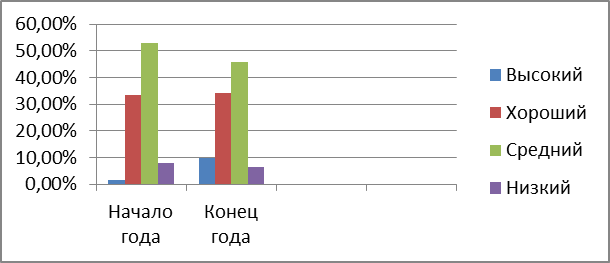 60,00%
50,00%
40,00%
30,00%
20,00%
10,00%
0,00%
Начало
года
Конец
года
Высокий
Хороший
Средний
Низкий